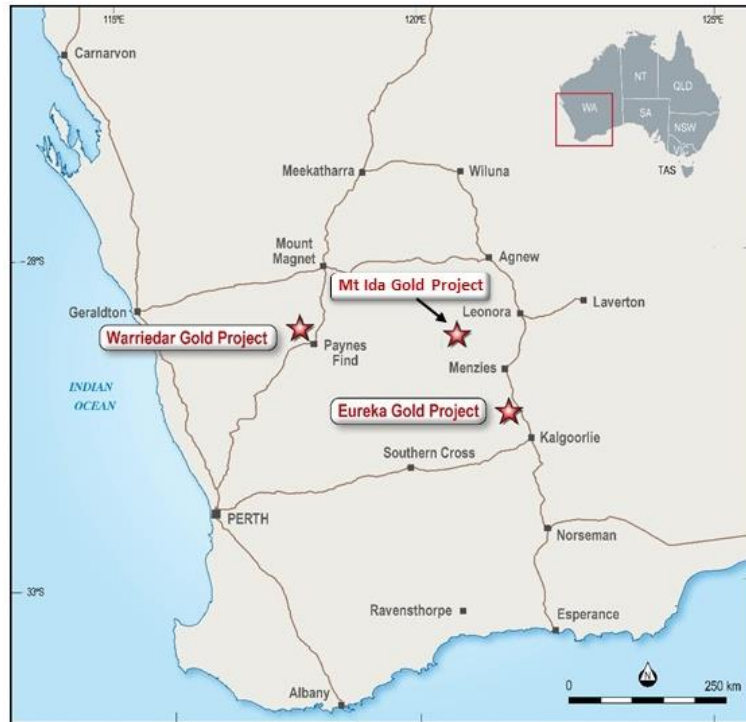 115°E
120°E
125°E
Carnarvon
NT
QLD
WA
SA
NSW
VIC
TAS
Meekatharra
Wiluna
28°S
Mount
Magnet
Agnew
Mt Ida Gold Project
Geraldton
Leonora
Laverton
Warriedar Gold Project
Paynes
Find
Menzies
INDIAN
OCEAN
Eureka Gold Project
Kalgoorlie
Southern Cross
PERTH
Norseman
33°S
Ravensthorpe
Esperance
N
Albany
0
250 km